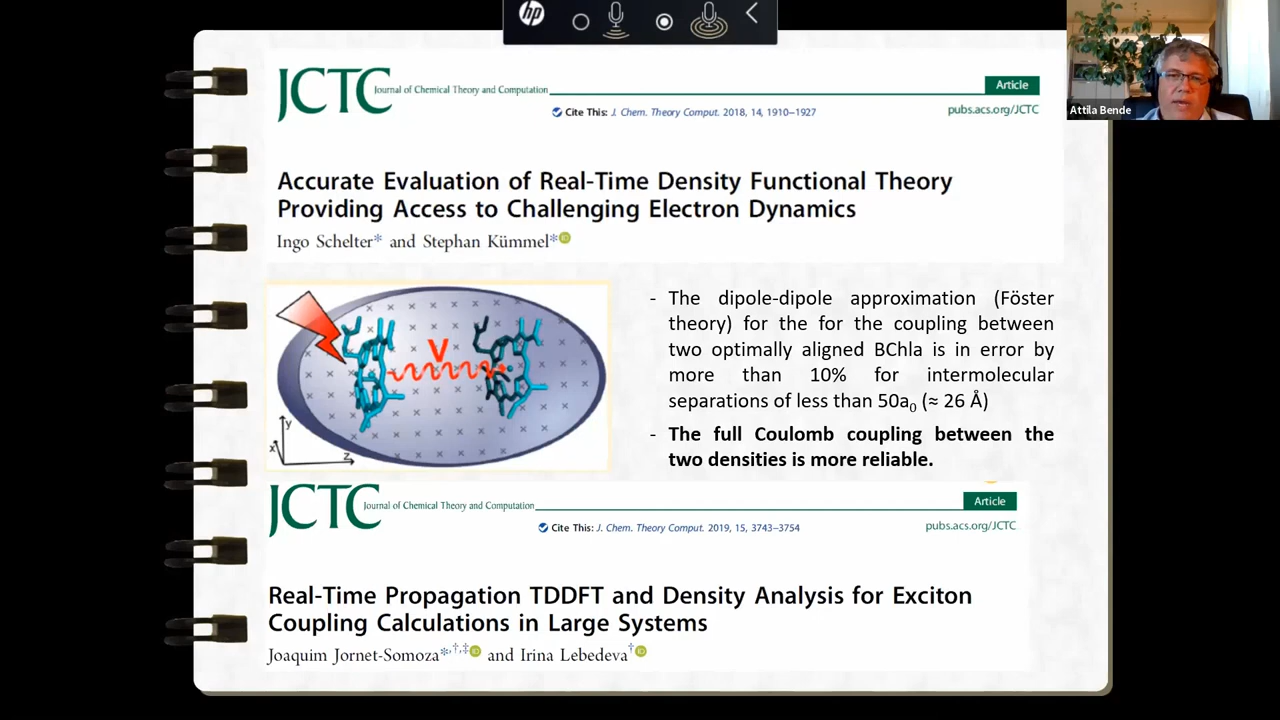 hp
Attila Bende
JCTC Journal of Chemical Theory and Computation
Article
Cite This: J. Chem. Theory Comput. 2018, 14, 1910−1927
pubs.acs.org/JCTC
Accurate Evaluation of Real-Time Density Functional Theory
Providing Access to Challenging Electron Dynamics
Ingo Schelter* and Stephan Kümmel*
V
y
x
z
- The dipole-dipole approximation (Föster
theory) for the for the coupling between
two optimally aligned BChla is in error by
more than 10% for intermolecular
separations of less than 50a₀ (≈ 26 Å)
- The full Coulomb coupling between the
two densities is more reliable.
JCTC Journal of Chemical Theory and Computation
Article
Cite This: J. Chem. Theory Comput. 2019, 15, 3743−3754
pubs.acs.org/JCTC
Real-Time Propagation TDDFT and Density Analysis for Exciton
Coupling Calculations in Large Systems
Joaquim Jornet-Somoza*,†,‡ and Irina Lebedeva†